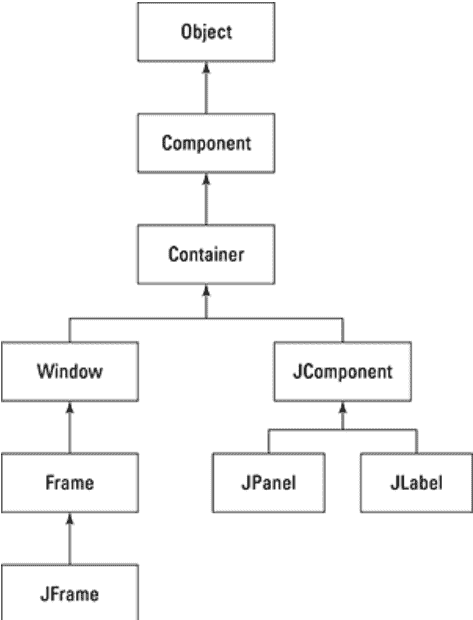 Object
Component
Container
Window
JComponent
Frame
JPanel
JLabel
JFrame